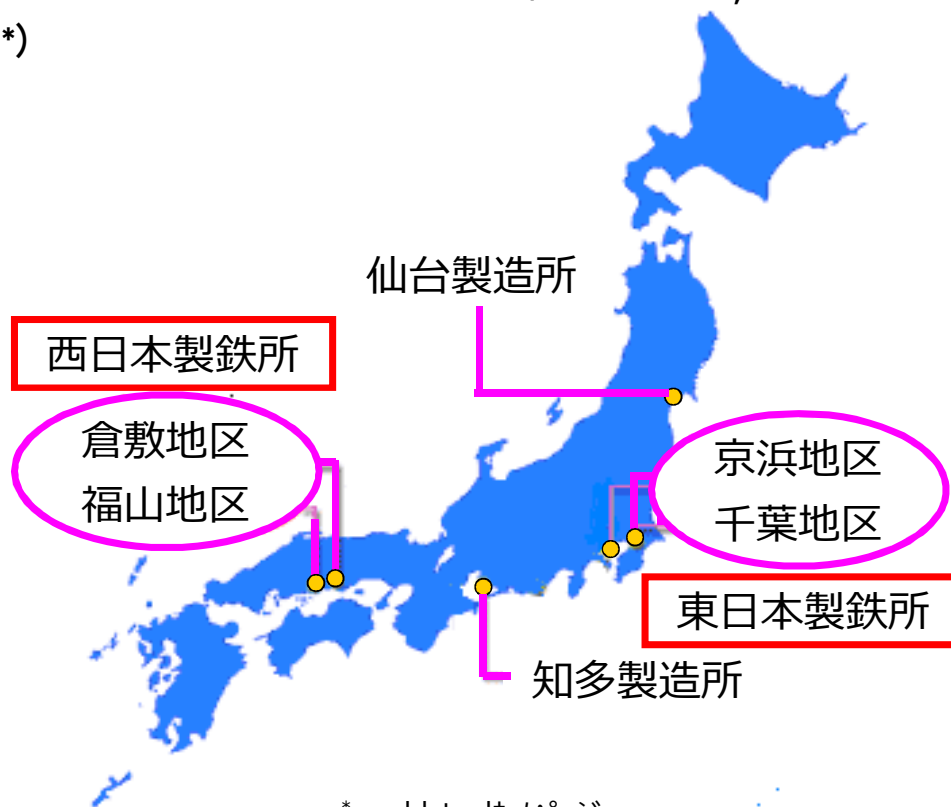 *)
仙台製造所
西日本製鉄所
倉敷地区
福山地区
京浜地区
千葉地区
東日本製鉄所
知多製造所